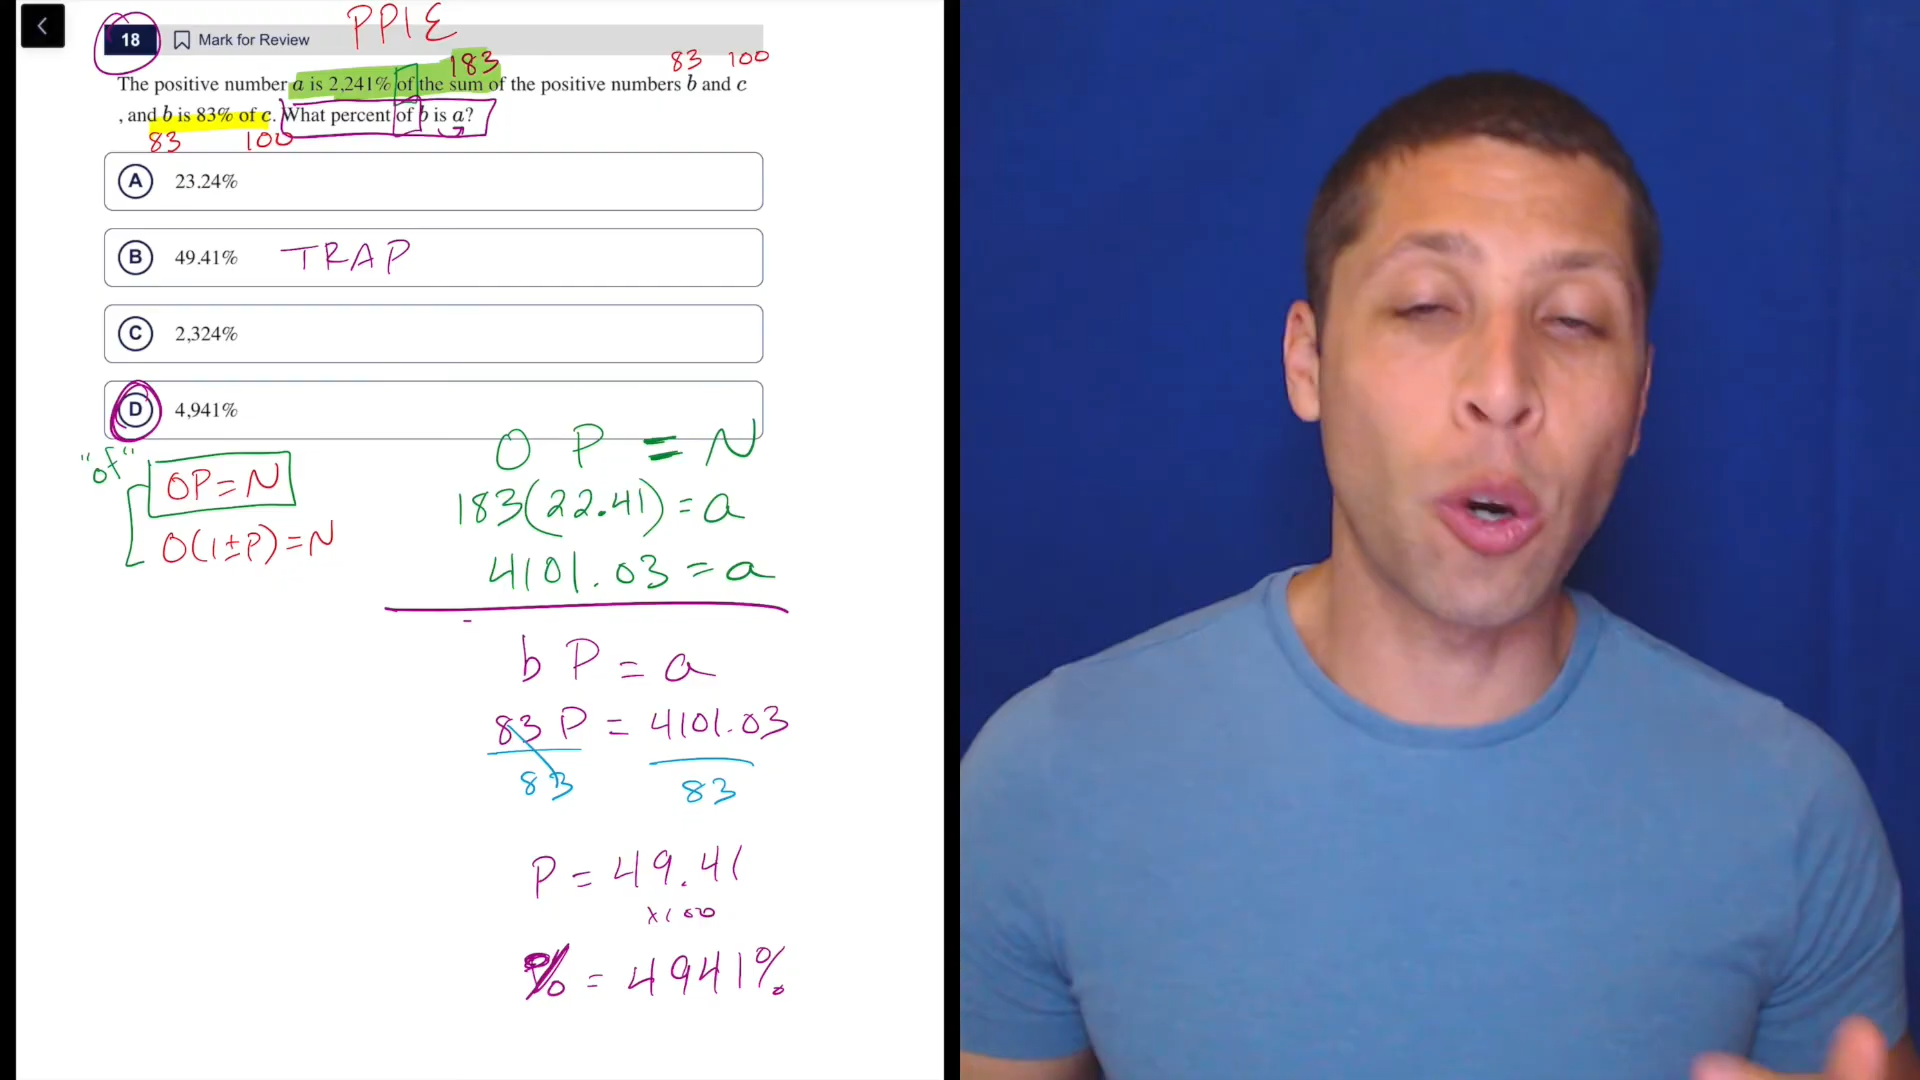 PPIE
18 Mark for Review
183 83 100
The positive number a is 2,241% of the sum of the positive numbers b and c
, and b is 83% of c. What percent of b is a?
83 100
A 23.24%
B 49.41% TRAP
C 2,324%
D 4,941%
"of"
OP=N
O(1±P)=N
O P = N
183(22.41)=a
4101.03=a
b P = a
83 P = 4101.03
83 83
P = 49.41
x100
% = 4941%